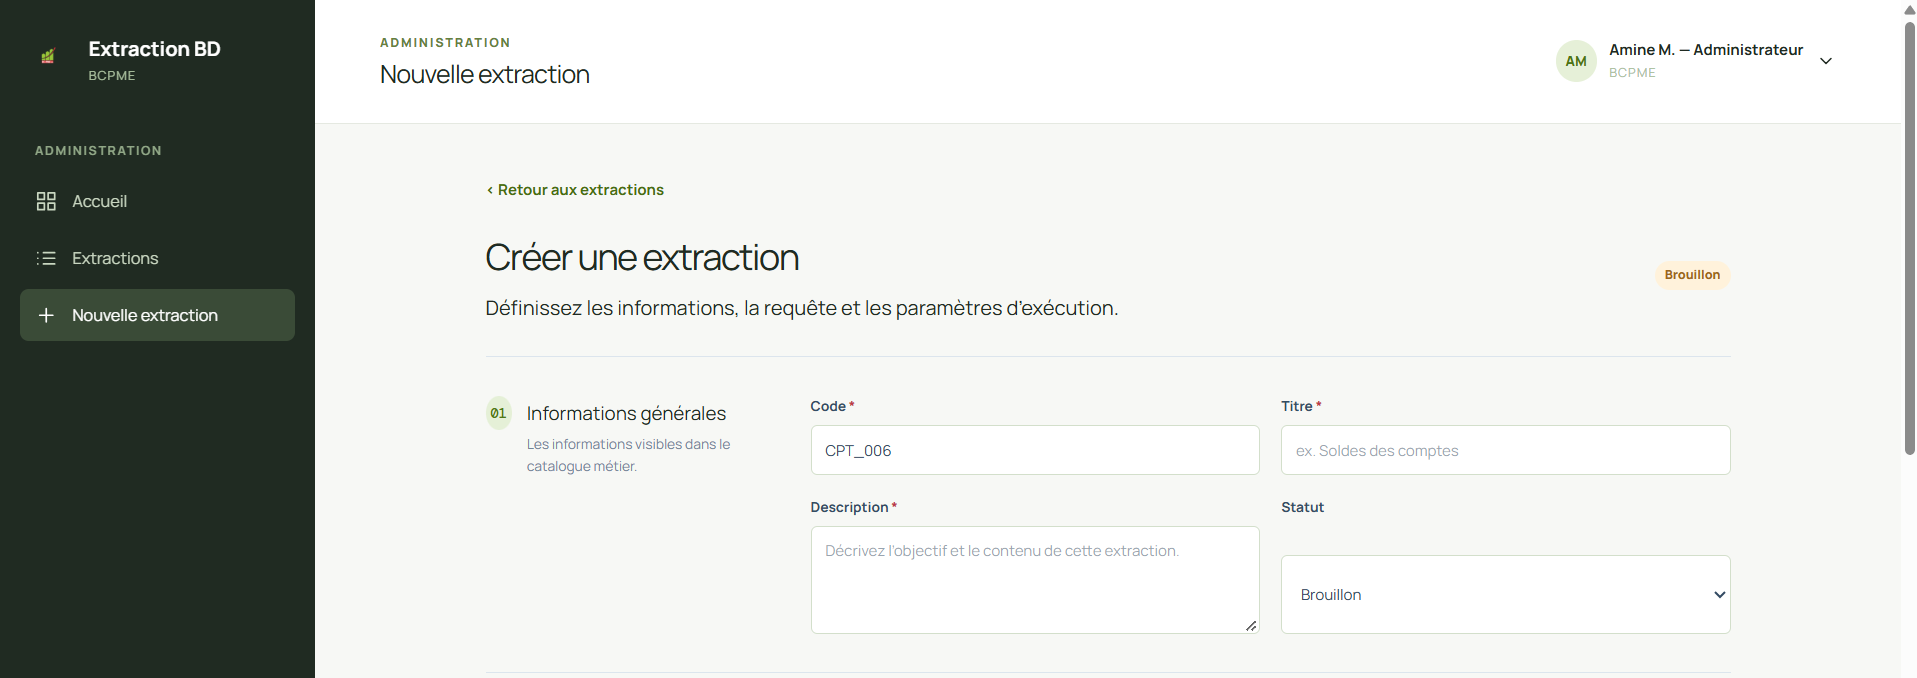 Extraction BD
BCPME
ADMINISTRATION
Accueil
Extractions
Nouvelle extraction
ADMINISTRATION
Nouvelle extraction
AM
Amine M. — Administrateur
BCPME
‹ Retour aux extractions
Créer une extraction
Brouillon
Définissez les informations, la requête et les paramètres d’exécution.
01
Informations générales
Les informations visibles dans le
catalogue métier.
Code *
CPT_006
Titre *
ex. Soldes des comptes
Description *
Décrivez l'objectif et le contenu de cette extraction.
Statut
Brouillon